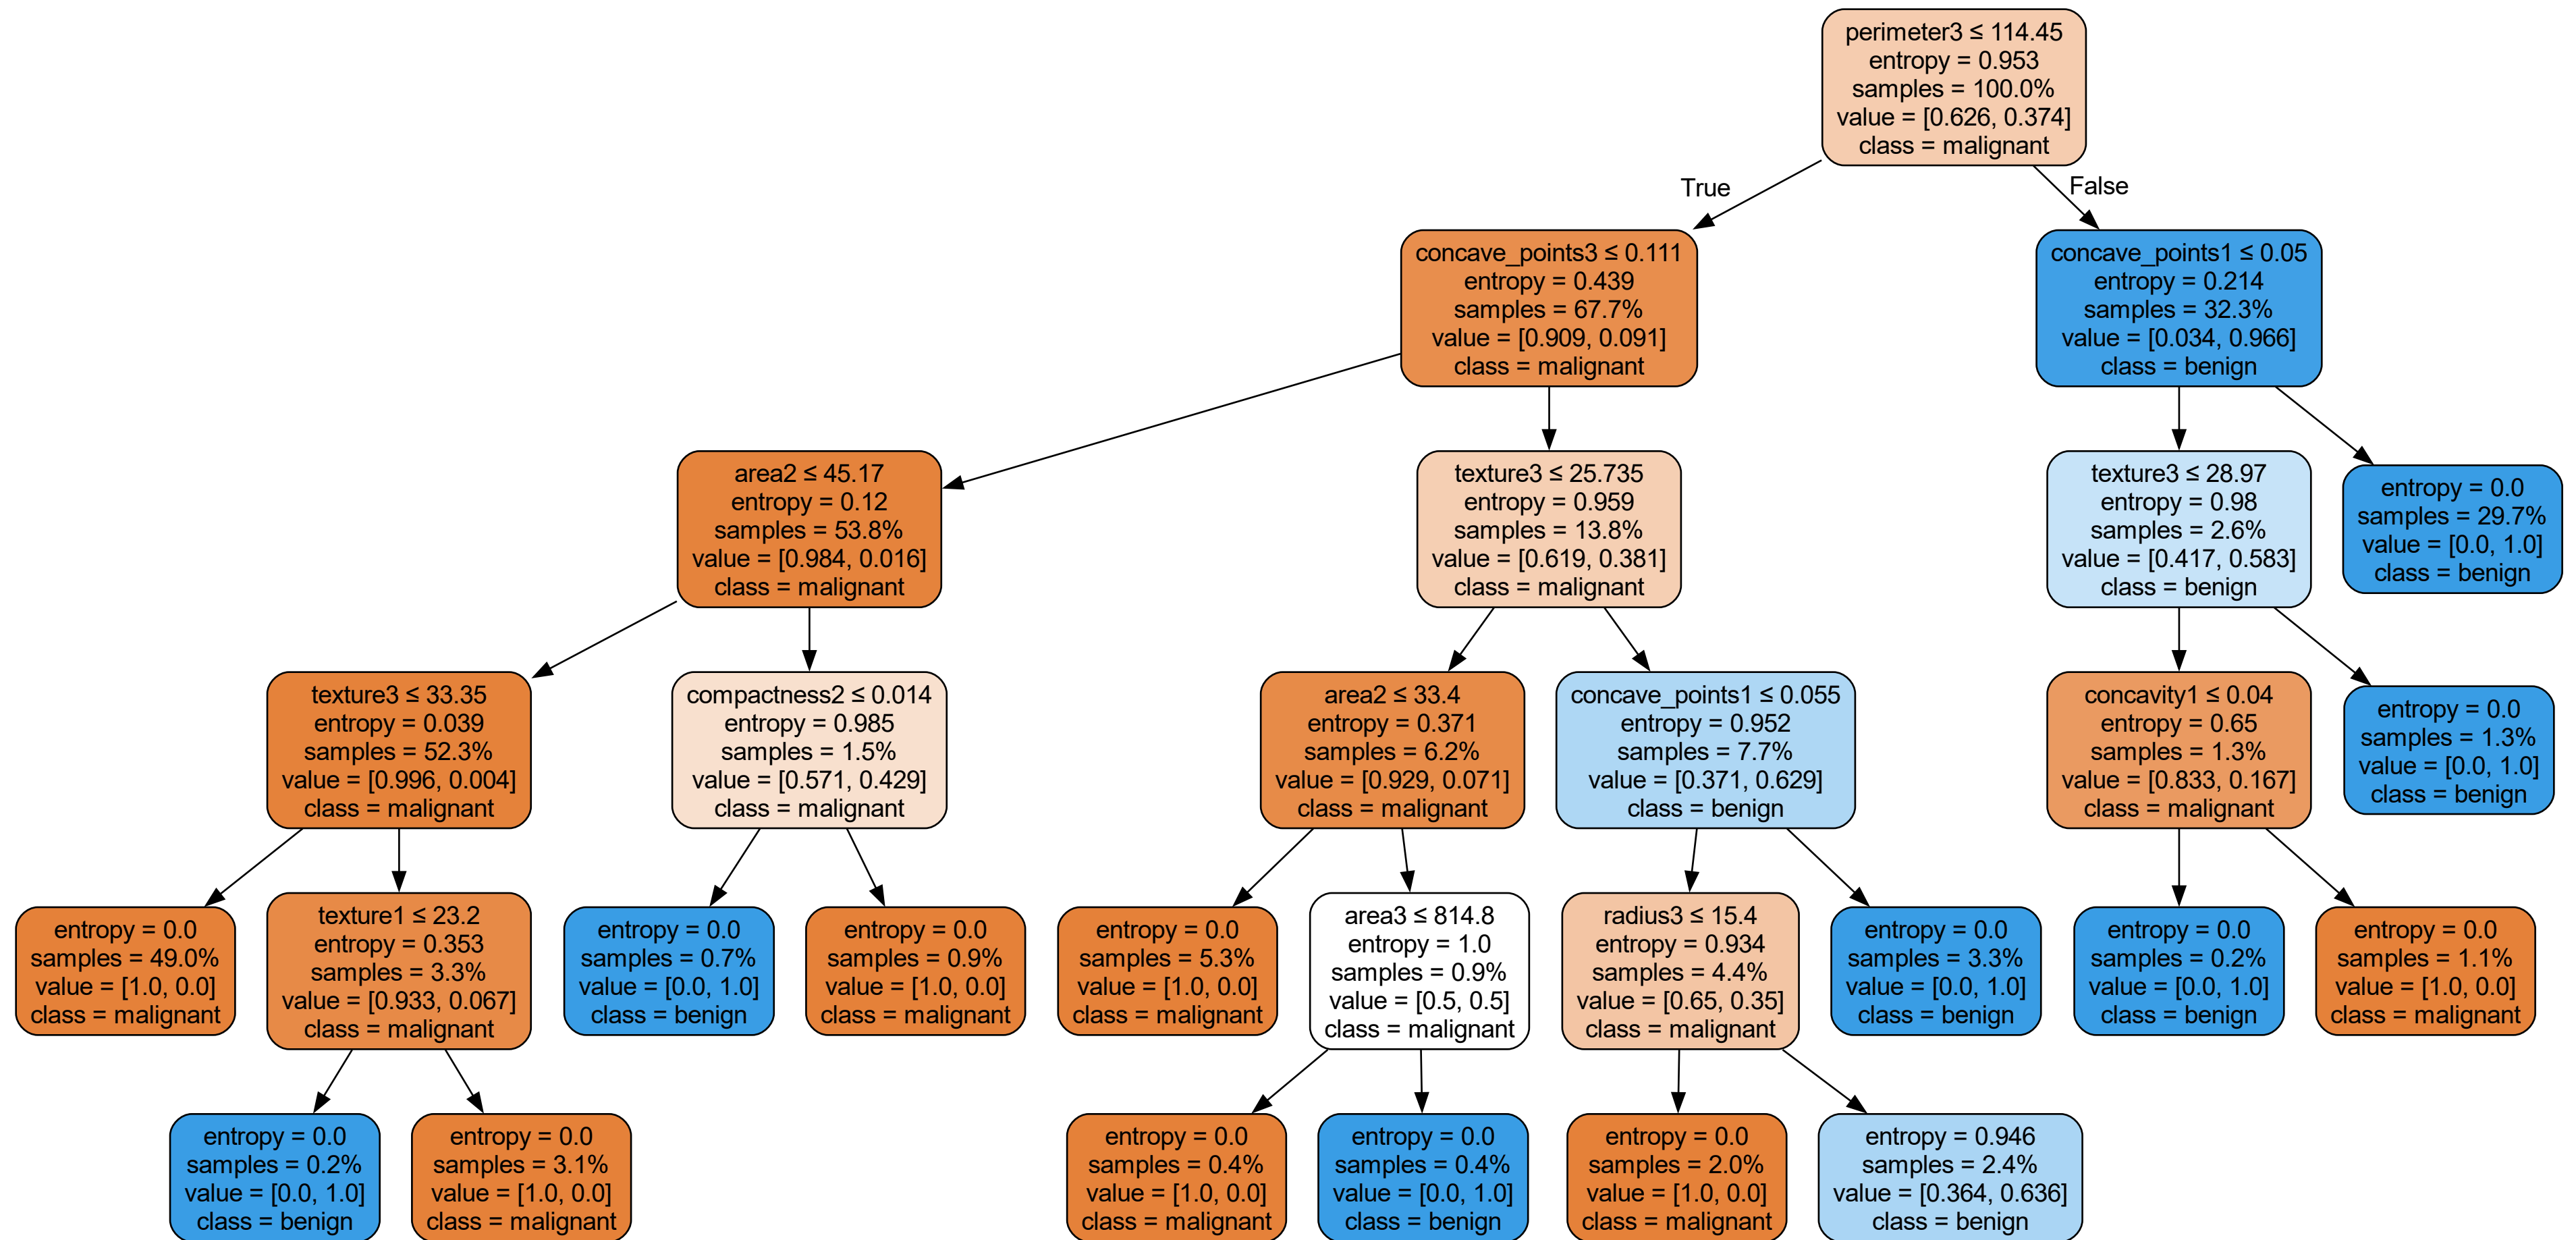 perimeter3 ≤ 114.45
entropy = 0.953
samples = 100.0%
value = [0.626, 0.374]
class = malignant
True
False
concave_points3 ≤ 0.111
entropy = 0.439
samples = 67.7%
value = [0.909, 0.091]
class = malignant
concave_points1 ≤ 0.05
entropy = 0.214
samples = 32.3%
value = [0.034, 0.966]
class = benign
area2 ≤ 45.17
entropy = 0.12
samples = 53.8%
value = [0.984, 0.016]
class = malignant
texture3 ≤ 25.735
entropy = 0.959
samples = 13.8%
value = [0.619, 0.381]
class = malignant
texture3 ≤ 28.97
entropy = 0.98
samples = 2.6%
value = [0.417, 0.583]
class = benign
entropy = 0.0
samples = 29.7%
value = [0.0, 1.0]
class = benign
texture3 ≤ 33.35
entropy = 0.039
samples = 52.3%
value = [0.996, 0.004]
class = malignant
compactness2 ≤ 0.014
entropy = 0.985
samples = 1.5%
value = [0.571, 0.429]
class = malignant
area2 ≤ 33.4
entropy = 0.371
samples = 6.2%
value = [0.929, 0.071]
class = malignant
concave_points1 ≤ 0.055
entropy = 0.952
samples = 7.7%
value = [0.371, 0.629]
class = benign
concavity1 ≤ 0.04
entropy = 0.65
samples = 1.3%
value = [0.833, 0.167]
class = malignant
entropy = 0.0
samples = 1.3%
value = [0.0, 1.0]
class = benign
entropy = 0.0
samples = 49.0%
value = [1.0, 0.0]
class = malignant
texture1 ≤ 23.2
entropy = 0.353
samples = 3.3%
value = [0.933, 0.067]
class = malignant
entropy = 0.0
samples = 0.7%
value = [0.0, 1.0]
class = benign
entropy = 0.0
samples = 0.9%
value = [1.0, 0.0]
class = malignant
entropy = 0.0
samples = 5.3%
value = [1.0, 0.0]
class = malignant
area3 ≤ 814.8
entropy = 1.0
samples = 0.9%
value = [0.5, 0.5]
class = malignant
radius3 ≤ 15.4
entropy = 0.934
samples = 4.4%
value = [0.65, 0.35]
class = malignant
entropy = 0.0
samples = 3.3%
value = [0.0, 1.0]
class = benign
entropy = 0.0
samples = 0.2%
value = [0.0, 1.0]
class = benign
entropy = 0.0
samples = 1.1%
value = [1.0, 0.0]
class = malignant
entropy = 0.0
samples = 0.2%
value = [0.0, 1.0]
class = benign
entropy = 0.0
samples = 3.1%
value = [1.0, 0.0]
class = malignant
entropy = 0.0
samples = 0.4%
value = [1.0, 0.0]
class = malignant
entropy = 0.0
samples = 0.4%
value = [0.0, 1.0]
class = benign
entropy = 0.0
samples = 2.0%
value = [1.0, 0.0]
class = malignant
entropy = 0.946
samples = 2.4%
value = [0.364, 0.636]
class = benign